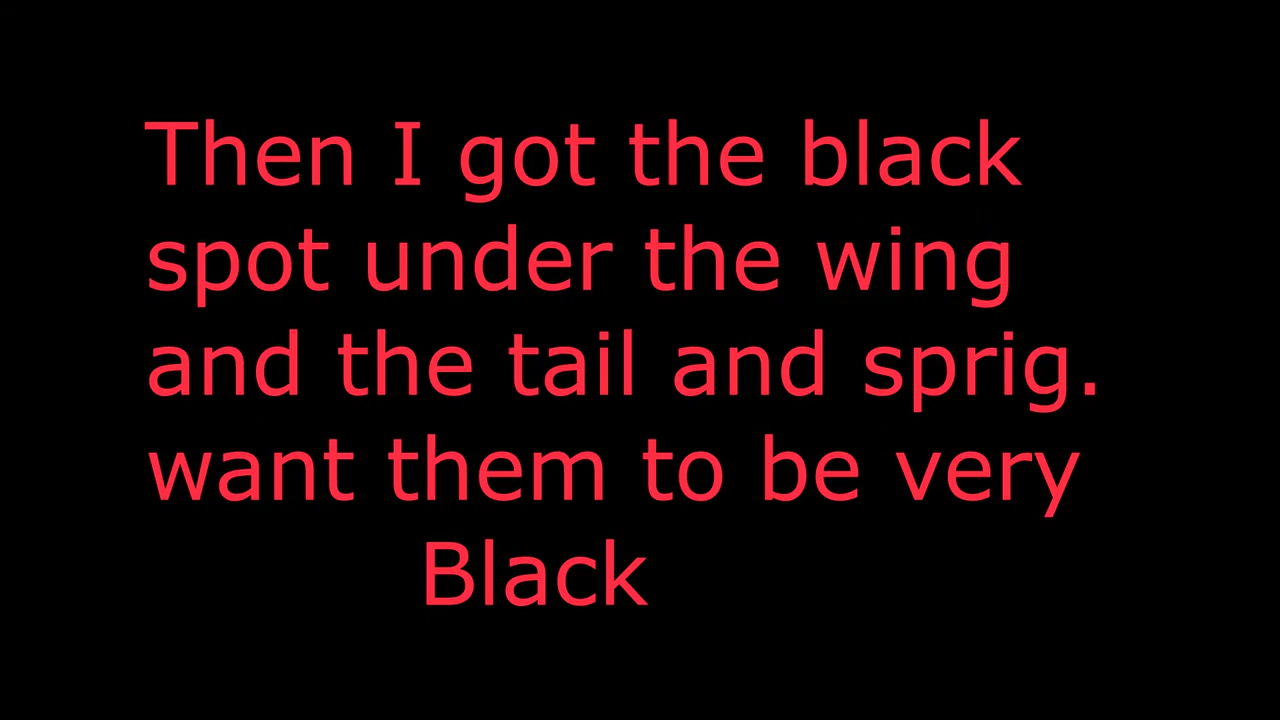 Then I got the black
spot under the wing
and the tail and sprig.
want them to be very
Black